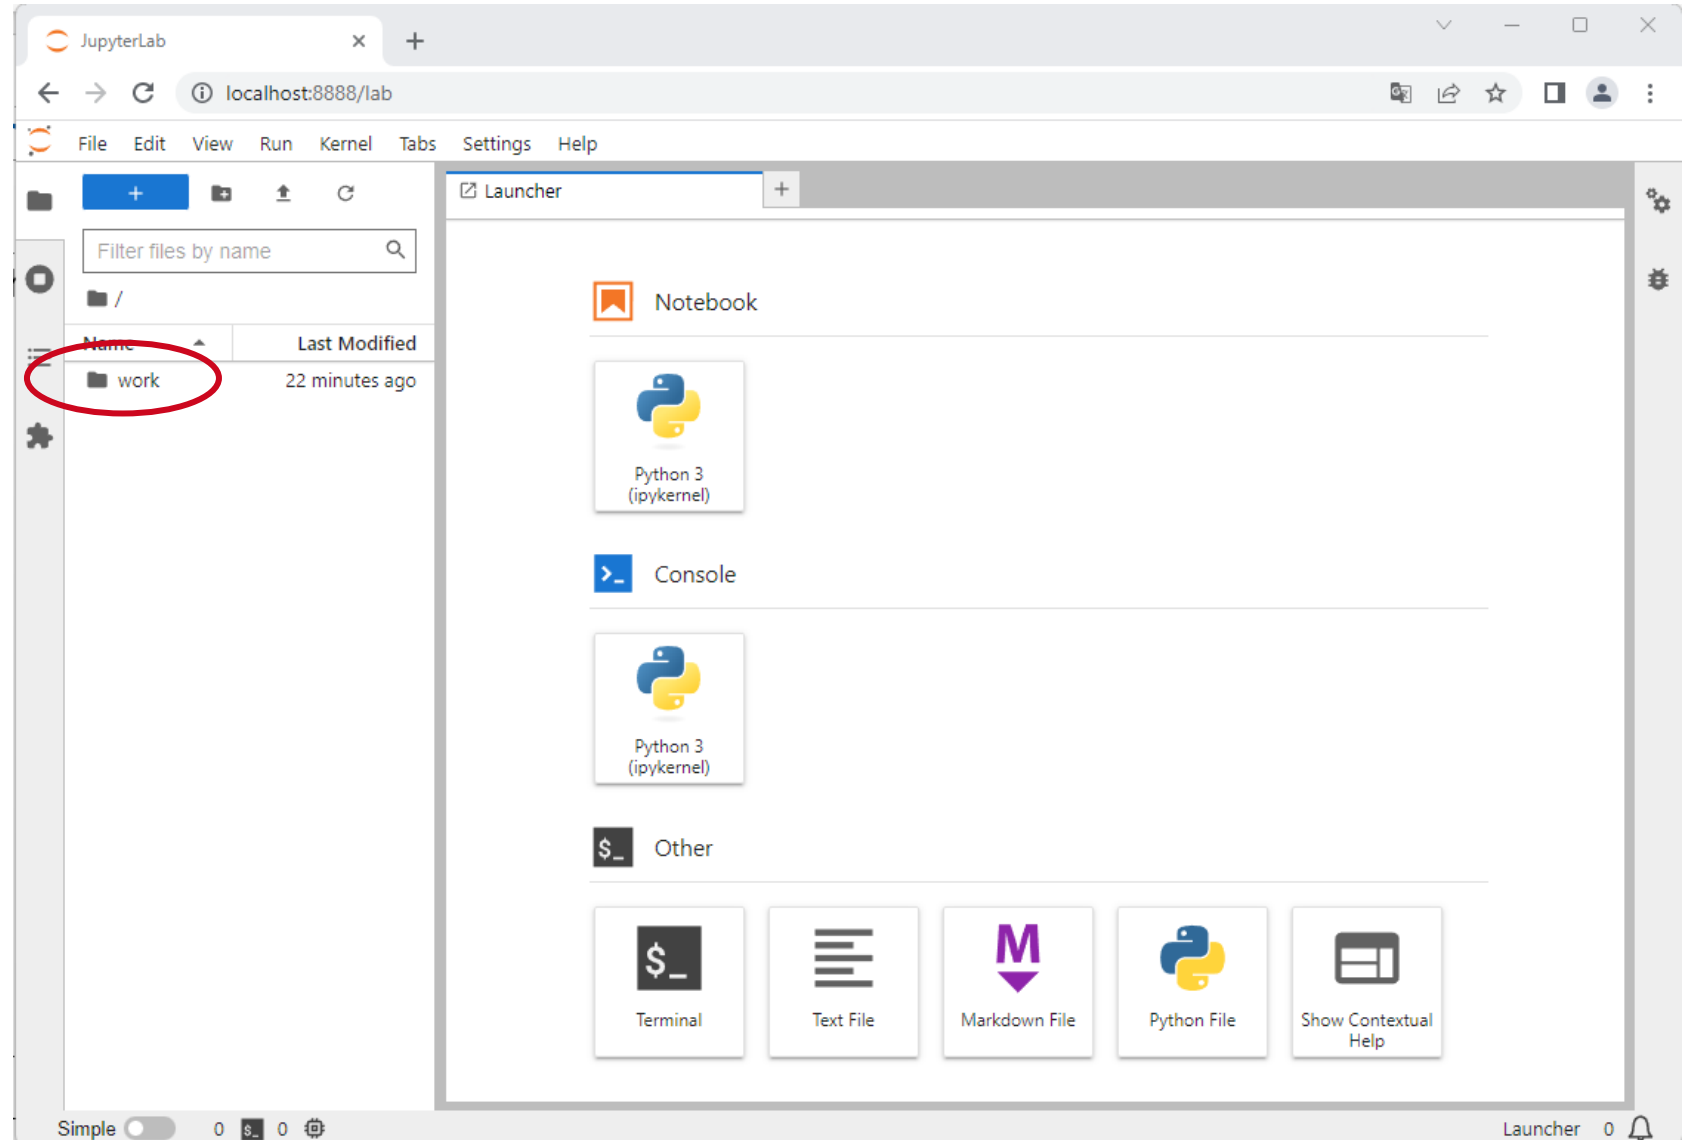 JupyterLab
localhost:8888/lab
File Edit View Run Kernel Tabs Settings Help
Launcher
Filter files by name
/
Name Last Modified
work 22 minutes ago
Notebook
Python 3
(ipykernel)
Console
Python 3
(ipykernel)
$_ Other
$_
Terminal
Text File
M
Markdown File
Python File
Show Contextual
Help
Simple 0 s_ 0 Launcher 0